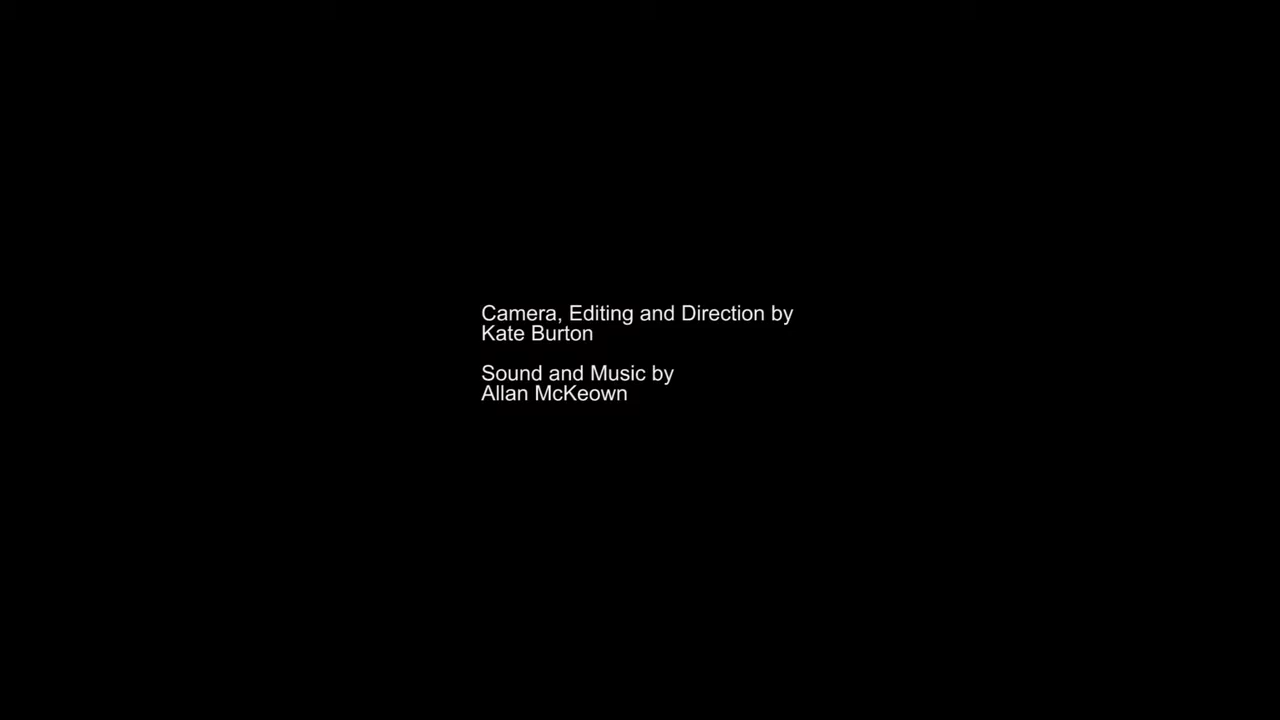 Camera, Editing and Direction by
Kate Burton
Sound and Music by
Allan McKeown